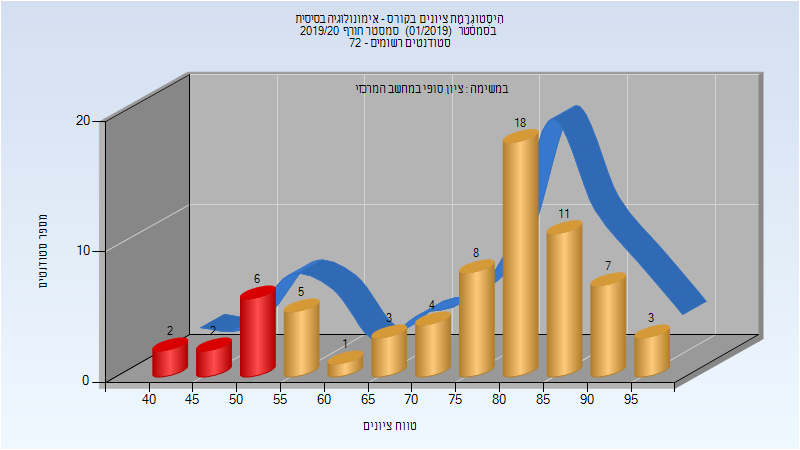 היסטוגרמת ציונים בקורס - אימונולוגיה בסיסית
בסמסטר (01/2019) סמסטר חורף 2019/20
סטודנטים רשומים - 72
במשימה : ציון סופי במחשב המרכזי
מספר סטודנטים
20
10
0
2
2
6
5
1
3
4
8
18
11
7
3
40 45 50 55 60 65 70 75 80 85 90 95
טווח ציונים